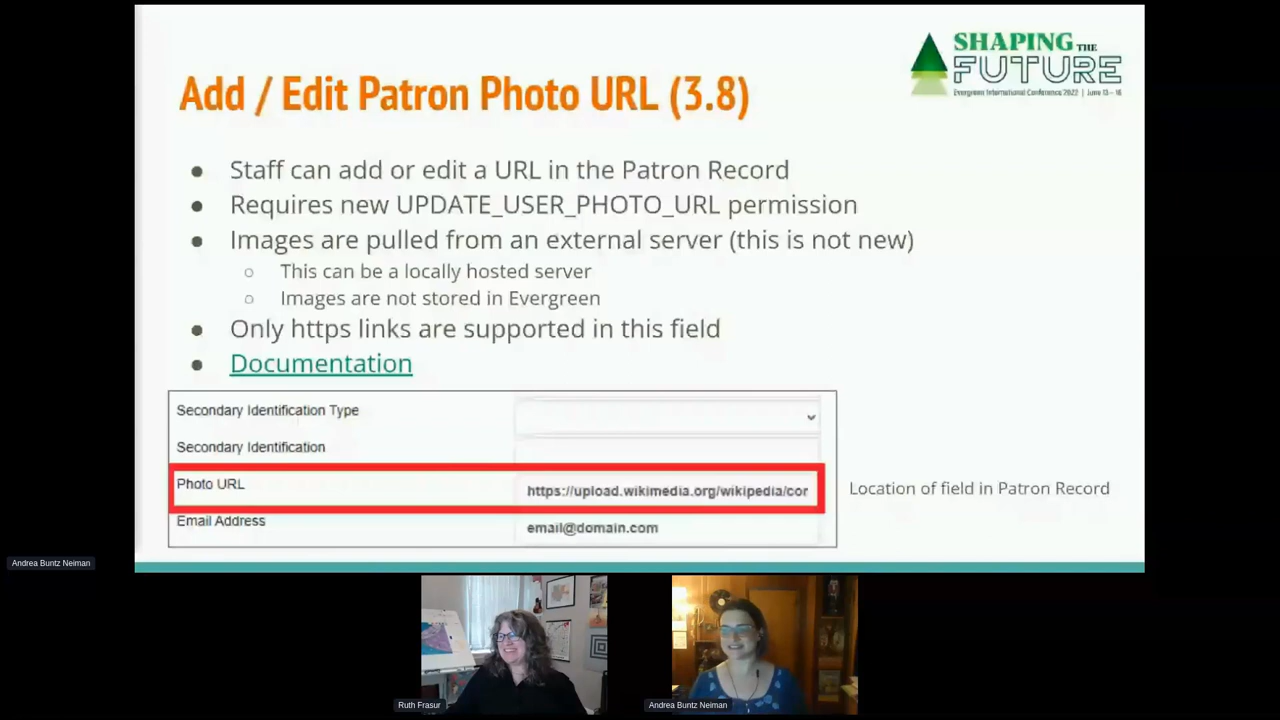 SHAPING THE
FUTURE
Evergreen International Conference 2022 | June 13 - 16
Add / Edit Patron Photo URL (3.8)
● Staff can add or edit a URL in the Patron Record
● Requires new UPDATE_USER_PHOTO_URL permission
● Images are pulled from an external server (this is not new)
○ This can be a locally hosted server
○ Images are not stored in Evergreen
● Only https links are supported in this field
● Documentation
Secondary Identification Type
Secondary Identification
Photo URL https://upload.wikimedia.org/wikipedia/cor
Email Address email@domain.com
Location of field in Patron Record
Andrea Buntz Neiman
Ruth Frasur
Andrea Buntz Neiman